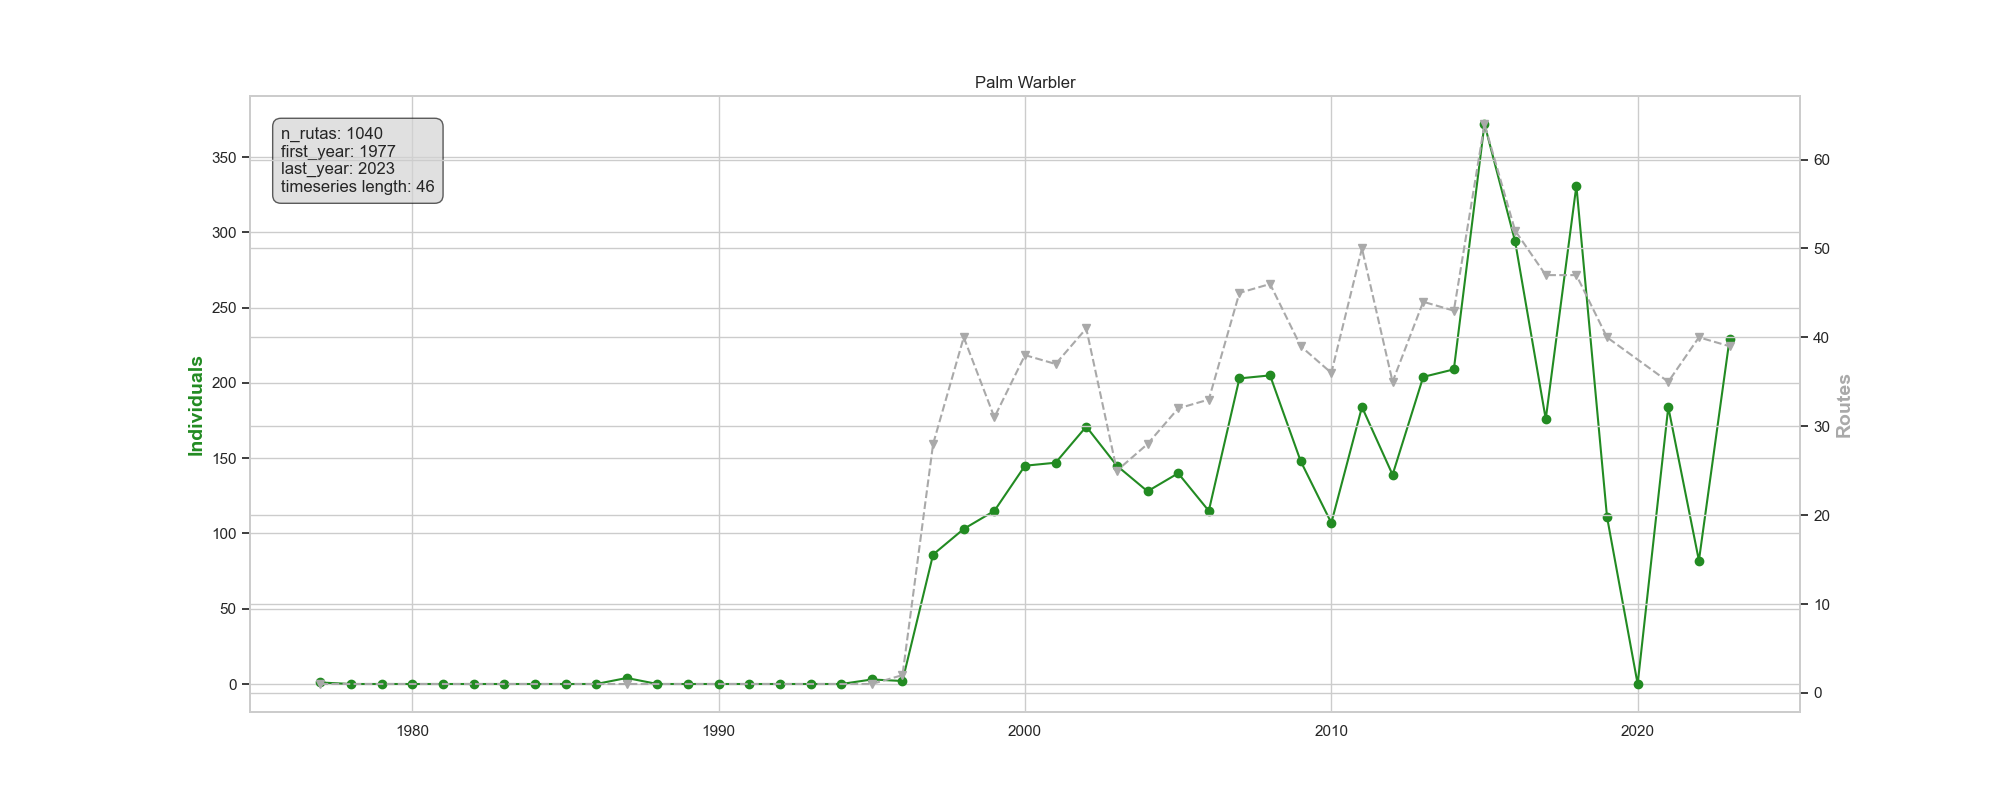 Palm Warbler
n_rutas: 1040
first_year: 1977
last_year: 2023
timeseries length: 46
Individuals
350
300
250
200
150
100
50
0
60
50
40
30
20
10
0
Routes
1980 1990 2000 2010 2020